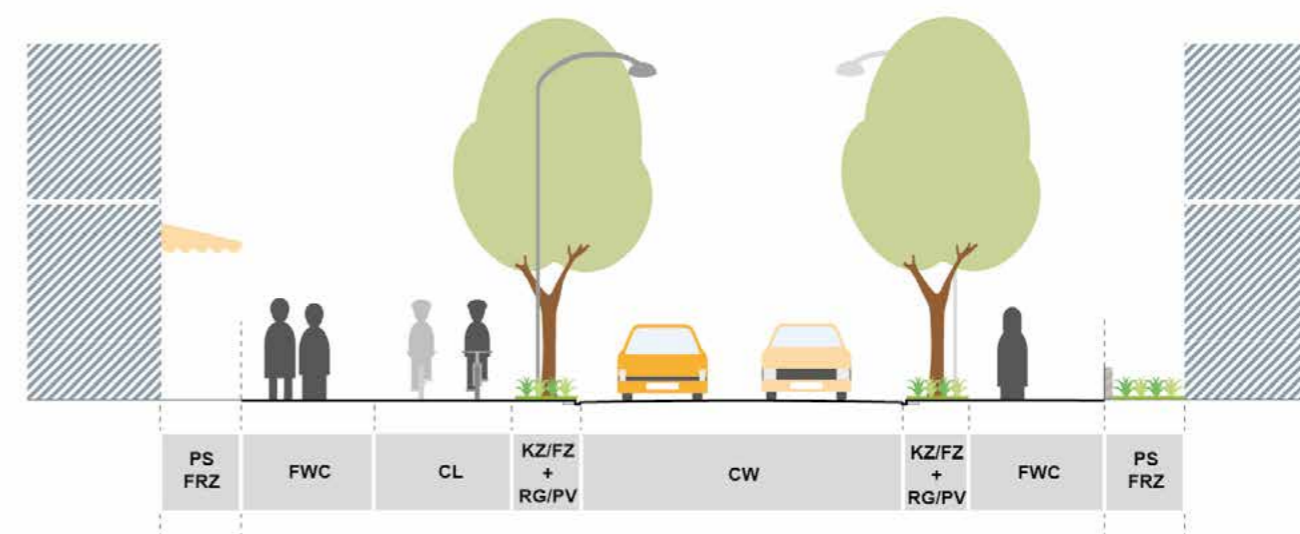 PS
FRZ
FWC
CL
KZ/FZ
+
RG/PV
CW
KZ/FZ
+
RG/PV
FWC
PS
FRZ